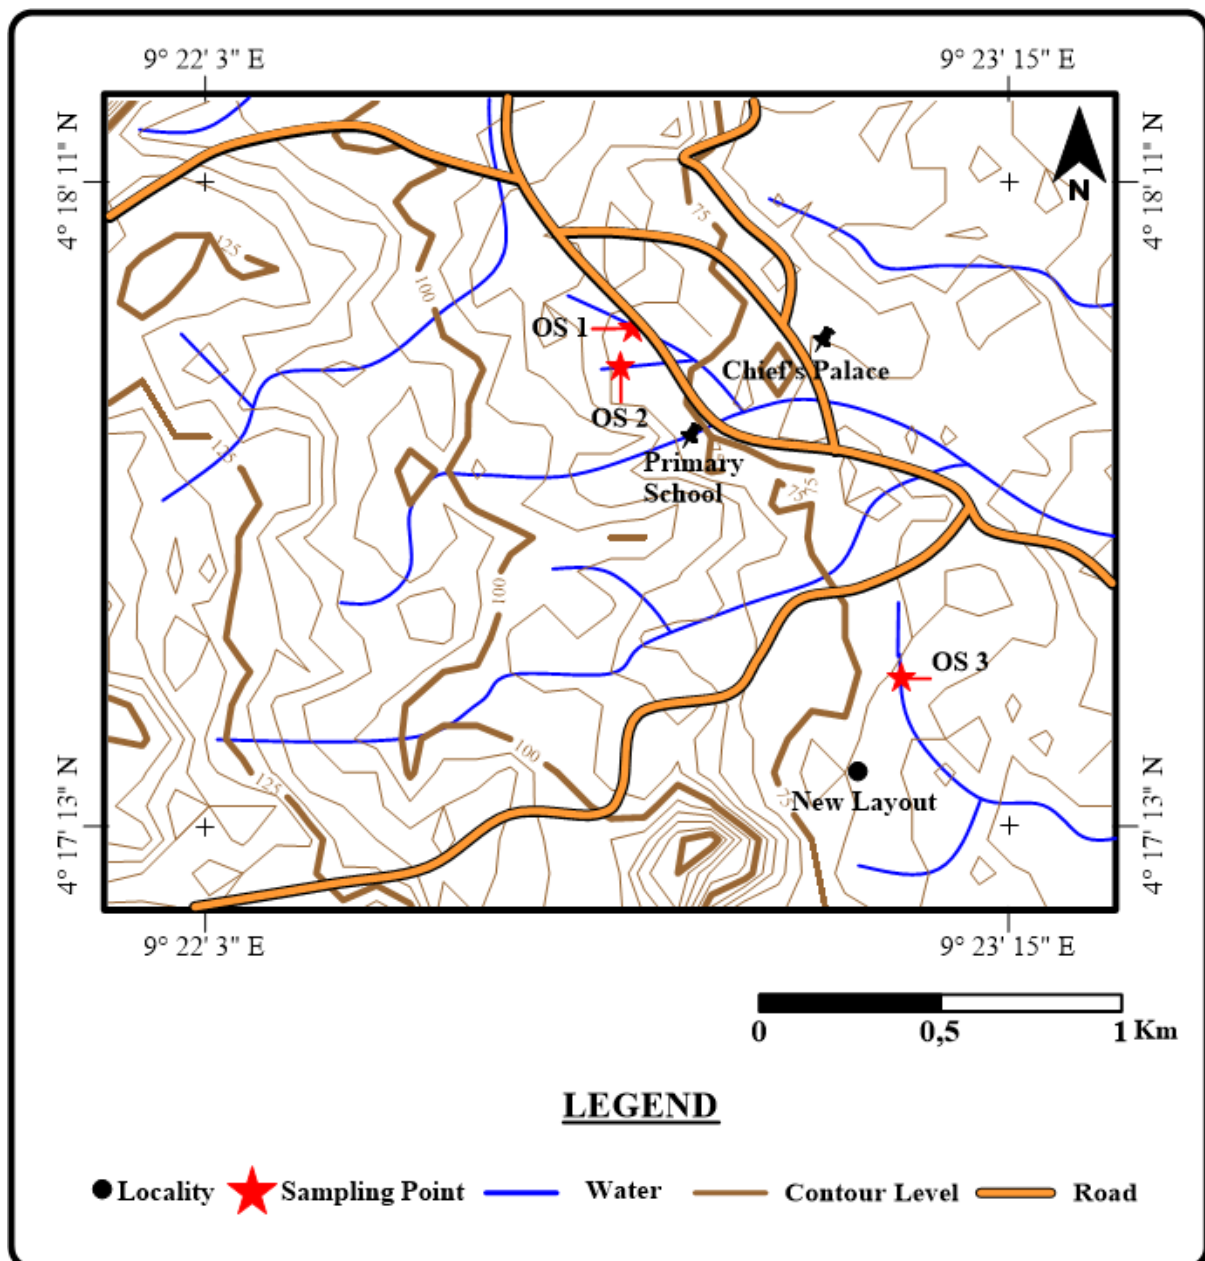 9° 22' 3" E
9° 23' 15" E
4° 18' 11" N
4° 18' 11" N
N
125
75
100
OS 1
Chief's Palace
OS 2
125
Primary
School
75
75
75
100
OS 3
100
125
75
New Layout
4° 17' 13" N
4° 17' 13" N
9° 22' 3" E
9° 23' 15" E
0
0,5
1 Km
LEGEND
Locality
Sampling Point
Water
Contour Level
Road